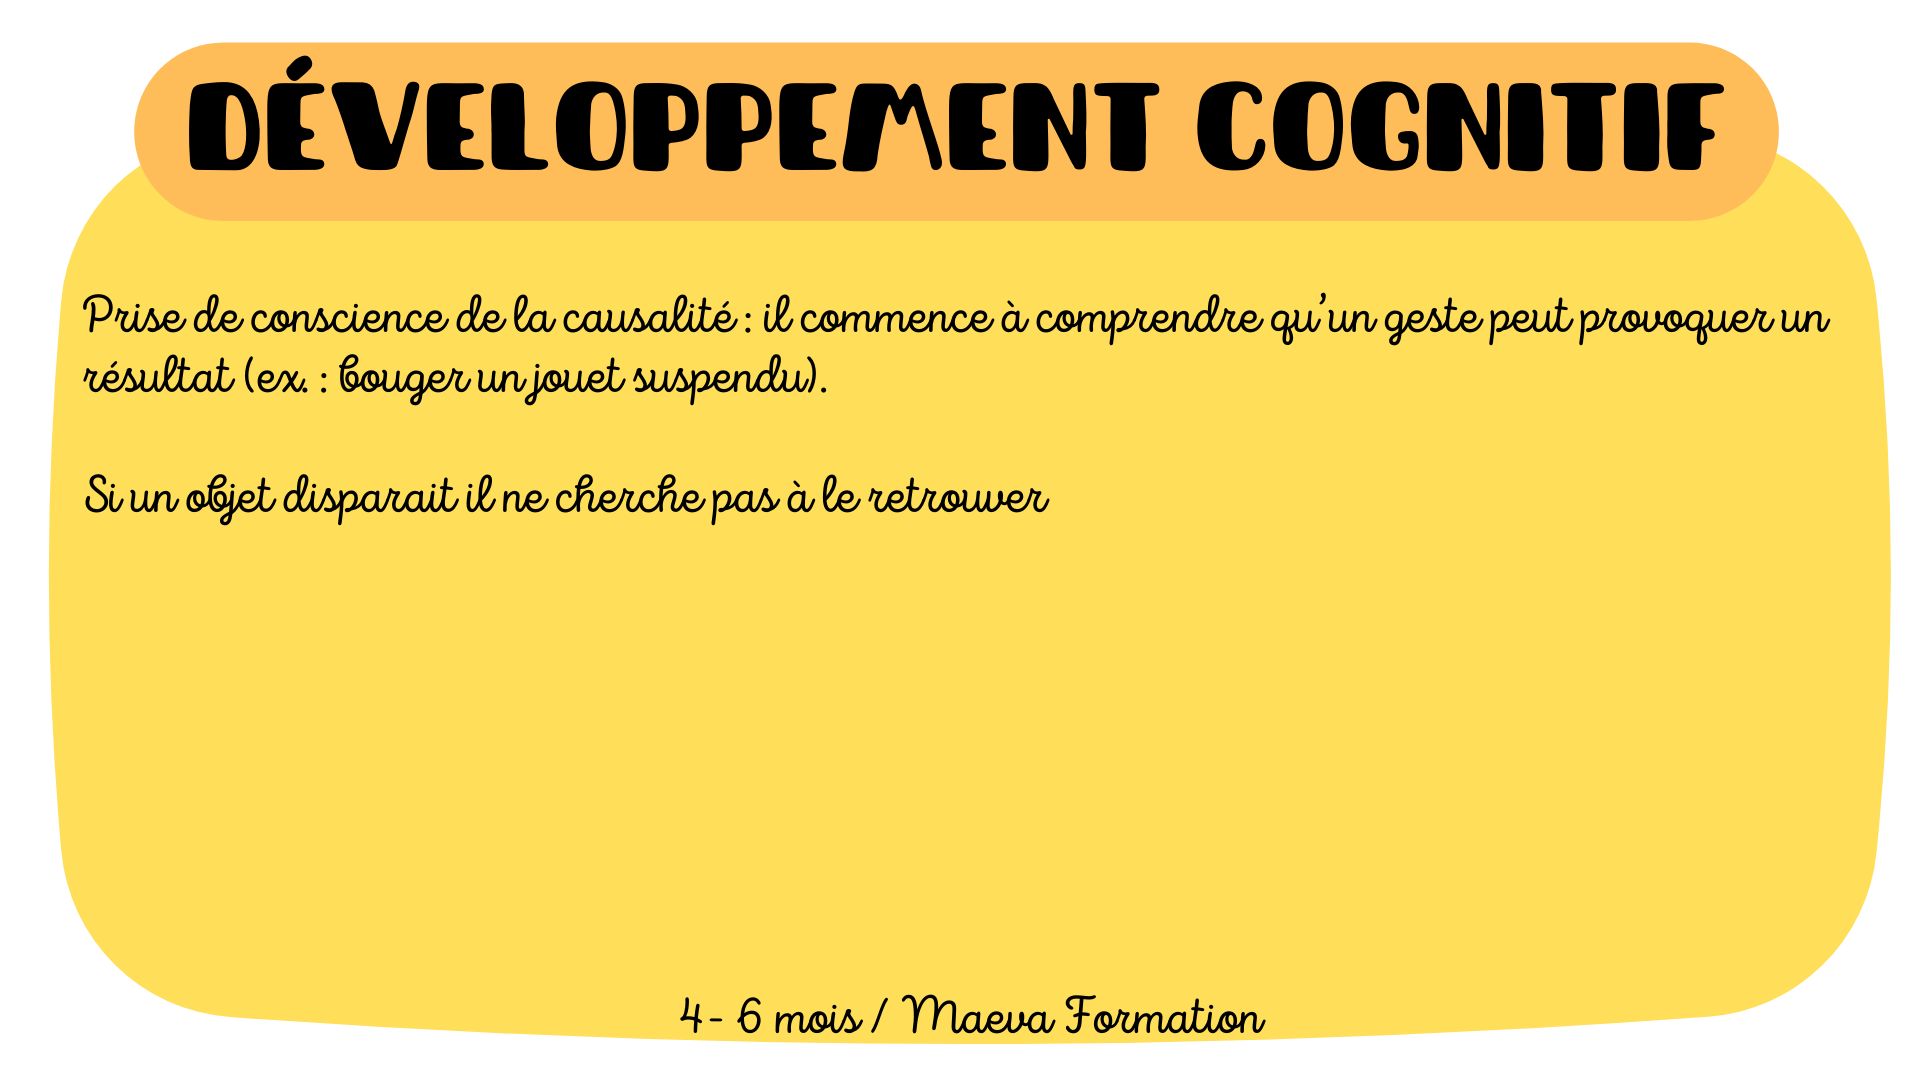 DÉVELOPPEMENT COGNITIF
Prise de conscience de la causalité : il commence à comprendre qu’un geste peut provoquer un
résultat (ex. : bouger un jouet suspendu).
Si un objet disparait il ne cherche pas à le retrouver
4- 6 mois / Maeva Formation